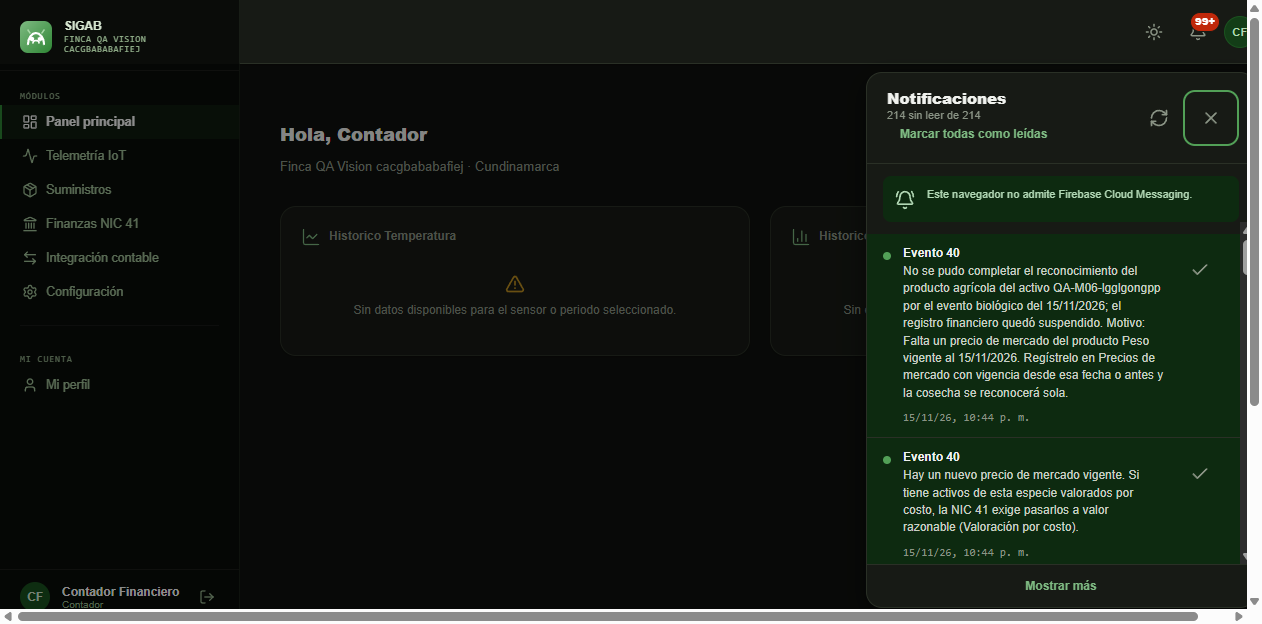 SIGAB
FINCA QA VISION
CACGBABABAFIEJ
MÓDULOS
Panel principal
Telemetría IoT
Suministros
Finanzas NIC 41
Integración contable
Configuración
MI CUENTA
Mi perfil
CF
Contador Financiero
Contador
99+
CF
Hola, Contador
Finca QA Vision cacgbababafiej · Cundinamarca
Historico Temperatura
Sin datos disponibles para el sensor o periodo seleccionado.
Historico
Sin
Notificaciones
214 sin leer de 214
Marcar todas como leídas
Este navegador no admite Firebase Cloud Messaging.
Evento 40
No se pudo completar el reconocimiento del
producto agrícola del activo QA-M06-lgglgongpp
por el evento biológico del 15/11/2026; el
registro financiero quedó suspendido. Motivo:
Falta un precio de mercado del producto Peso
vigente al 15/11/2026. Regístrelo en Precios de
mercado con vigencia desde esa fecha o antes y
la cosecha se reconocerá sola.
15/11/26, 10:44 p. m.
Evento 40
Hay un nuevo precio de mercado vigente. Si
tiene activos de esta especie valorados por
costo, la NIC 41 exige pasarlos a valor
razonable (Valoración por costo).
15/11/26, 10:44 p. m.
Mostrar más